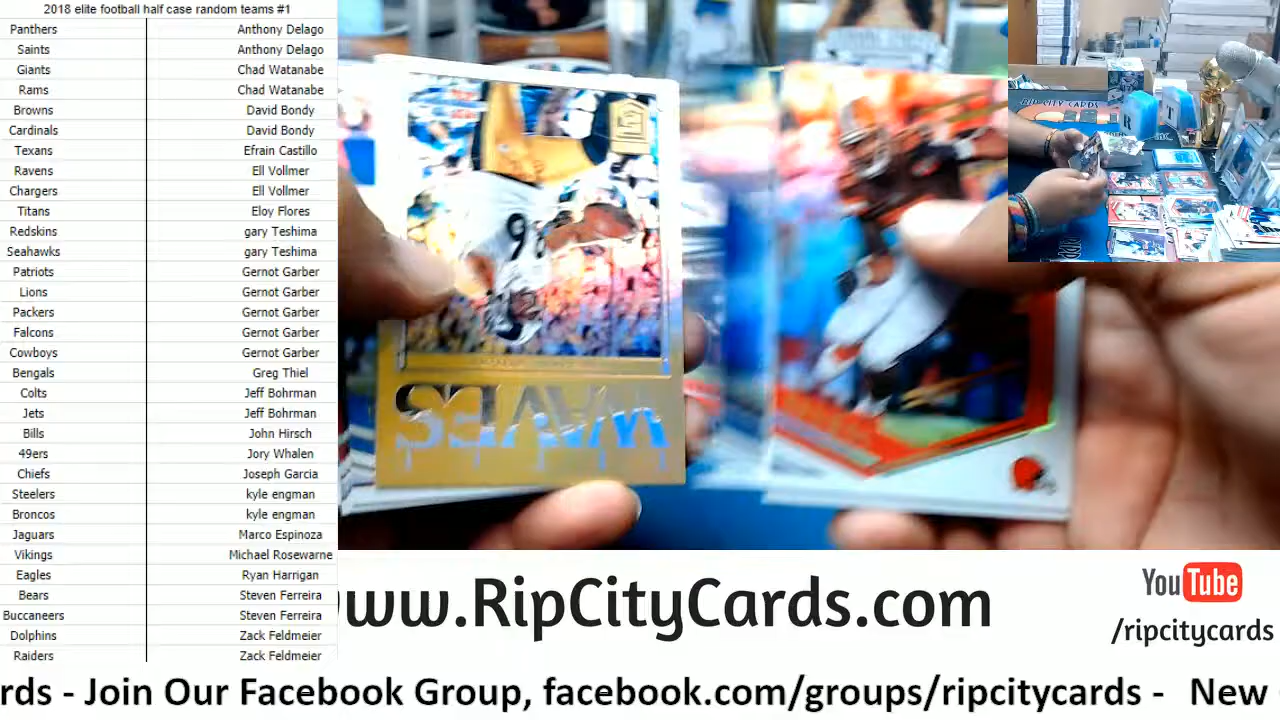 2018 elite football half case random teams #1
Panthers Anthony Delago
Saints Anthony Delago
Giants Chad Watanabe
Rams Chad Watanabe
Browns David Bondy
Cardinals David Bondy
Texans Efrain Castillo
Ravens Ell Vollmer
Chargers Ell Vollmer
Titans Eloy Flores
Redskins gary Teshima
Seahawks gary Teshima
Patriots Gernot Garber
Lions Gernot Garber
Packers Gernot Garber
Falcons Gernot Garber
Cowboys Gernot Garber
Bengals Greg Thiel
Colts Jeff Bohrman
Jets Jeff Bohrman
Bills John Hirsch
49ers Jory Whalen
Chiefs Joseph Garcia
Steelers kyle engman
Broncos kyle engman
Jaguars Marco Espinoza
Vikings Michael Rosewarne
Eagles Ryan Harrigan
Bears Steven Ferreira
Buccaneers Steven Ferreira
Dolphins Zack Feldmeier
Raiders Zack Feldmeier
WAVES
RIP CITY CARDS
R T
www.RipCityCards.com
YouTube
/ripcitycards
rds - Join Our Facebook Group, facebook.com/groups/ripcitycards - New